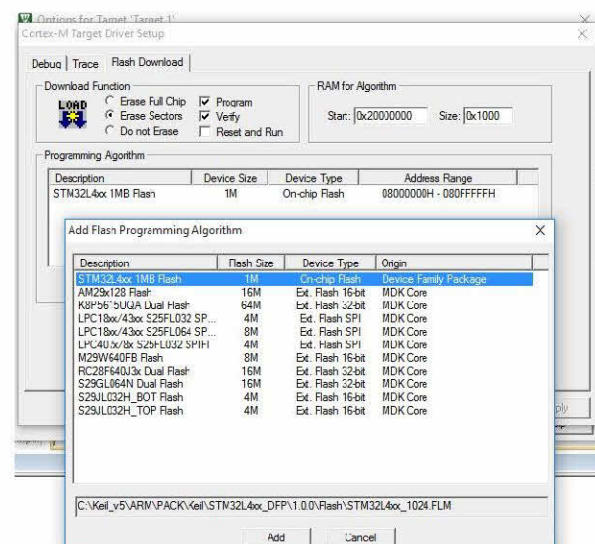 Options for Target 'Target 1'
Cortex-M Target Driver Setup
Debug Trace Flash Download
Download Function
LOAD
Erase Full Chip
Erase Sectors
Do not Erase
Program
Verify
Reset and Run
RAM for Algorithm
Start: 0x20000000 Size: 0x1000
Programming Algorithm
Description Device Size Device Type Address Range
STM32L4xx 1MB Flash 1M On-chip Flash 08000000H - 080FFFFFH
Add Flash Programming Algorithm
Description Flash Size Device Type Origin
STM32L4xx 1MB Flash 1M On-chip Flash Device Family Package
AM29x128 Flash 16M Ext. Flash 16-bit MDK Core
K8P5615UQA Dual Flash 64M Ext. Flash 32-bit MDK Core
LPC18xx/43xx S25FL032 SP... 4M Ext. Flash SPI MDK Core
LPC18xx/43xx S25FL064 SP... 8M Ext. Flash SPI MDK Core
LPC407x/8x S25FL032 SPIFI 4M Ext. Flash SPI MDK Core
M29W640FB Flash 8M Ext. Flash 16-bit MDK Core
RC28F640J3x Dual Flash 16M Ext. Flash 32-bit MDK Core
S29GL064N Dual Flash 16M Ext. Flash 32-bit MDK Core
S29JL032H_BOT Flash 4M Ext. Flash 16-bit MDK Core
S29JL032H_TOP Flash 4M Ext. Flash 16-bit MDK Core
C:\Keil_v5\ARM\PACK\Keil\STM32L4xx_DFP\1.0.0\Flash\STM32L4xx_1024.FLM
Add Cancel